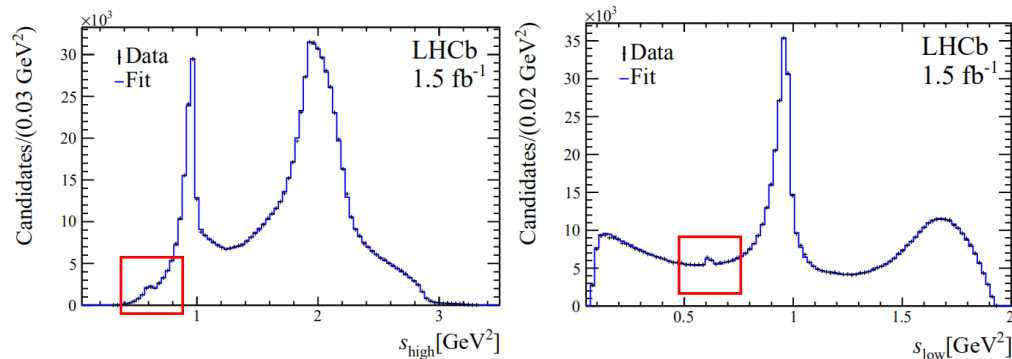 ×10³
Candidates/(0.03 GeV²)
30
25
20
15
10
5
0
Data
Fit
LHCb
1.5 fb⁻¹
1
2
3
s_high[GeV²]
×10³
Candidates/(0.02 GeV²)
35
30
25
20
15
10
5
0
Data
Fit
LHCb
1.5 fb⁻¹
0.5
1
1.5
2
s_low[GeV²]